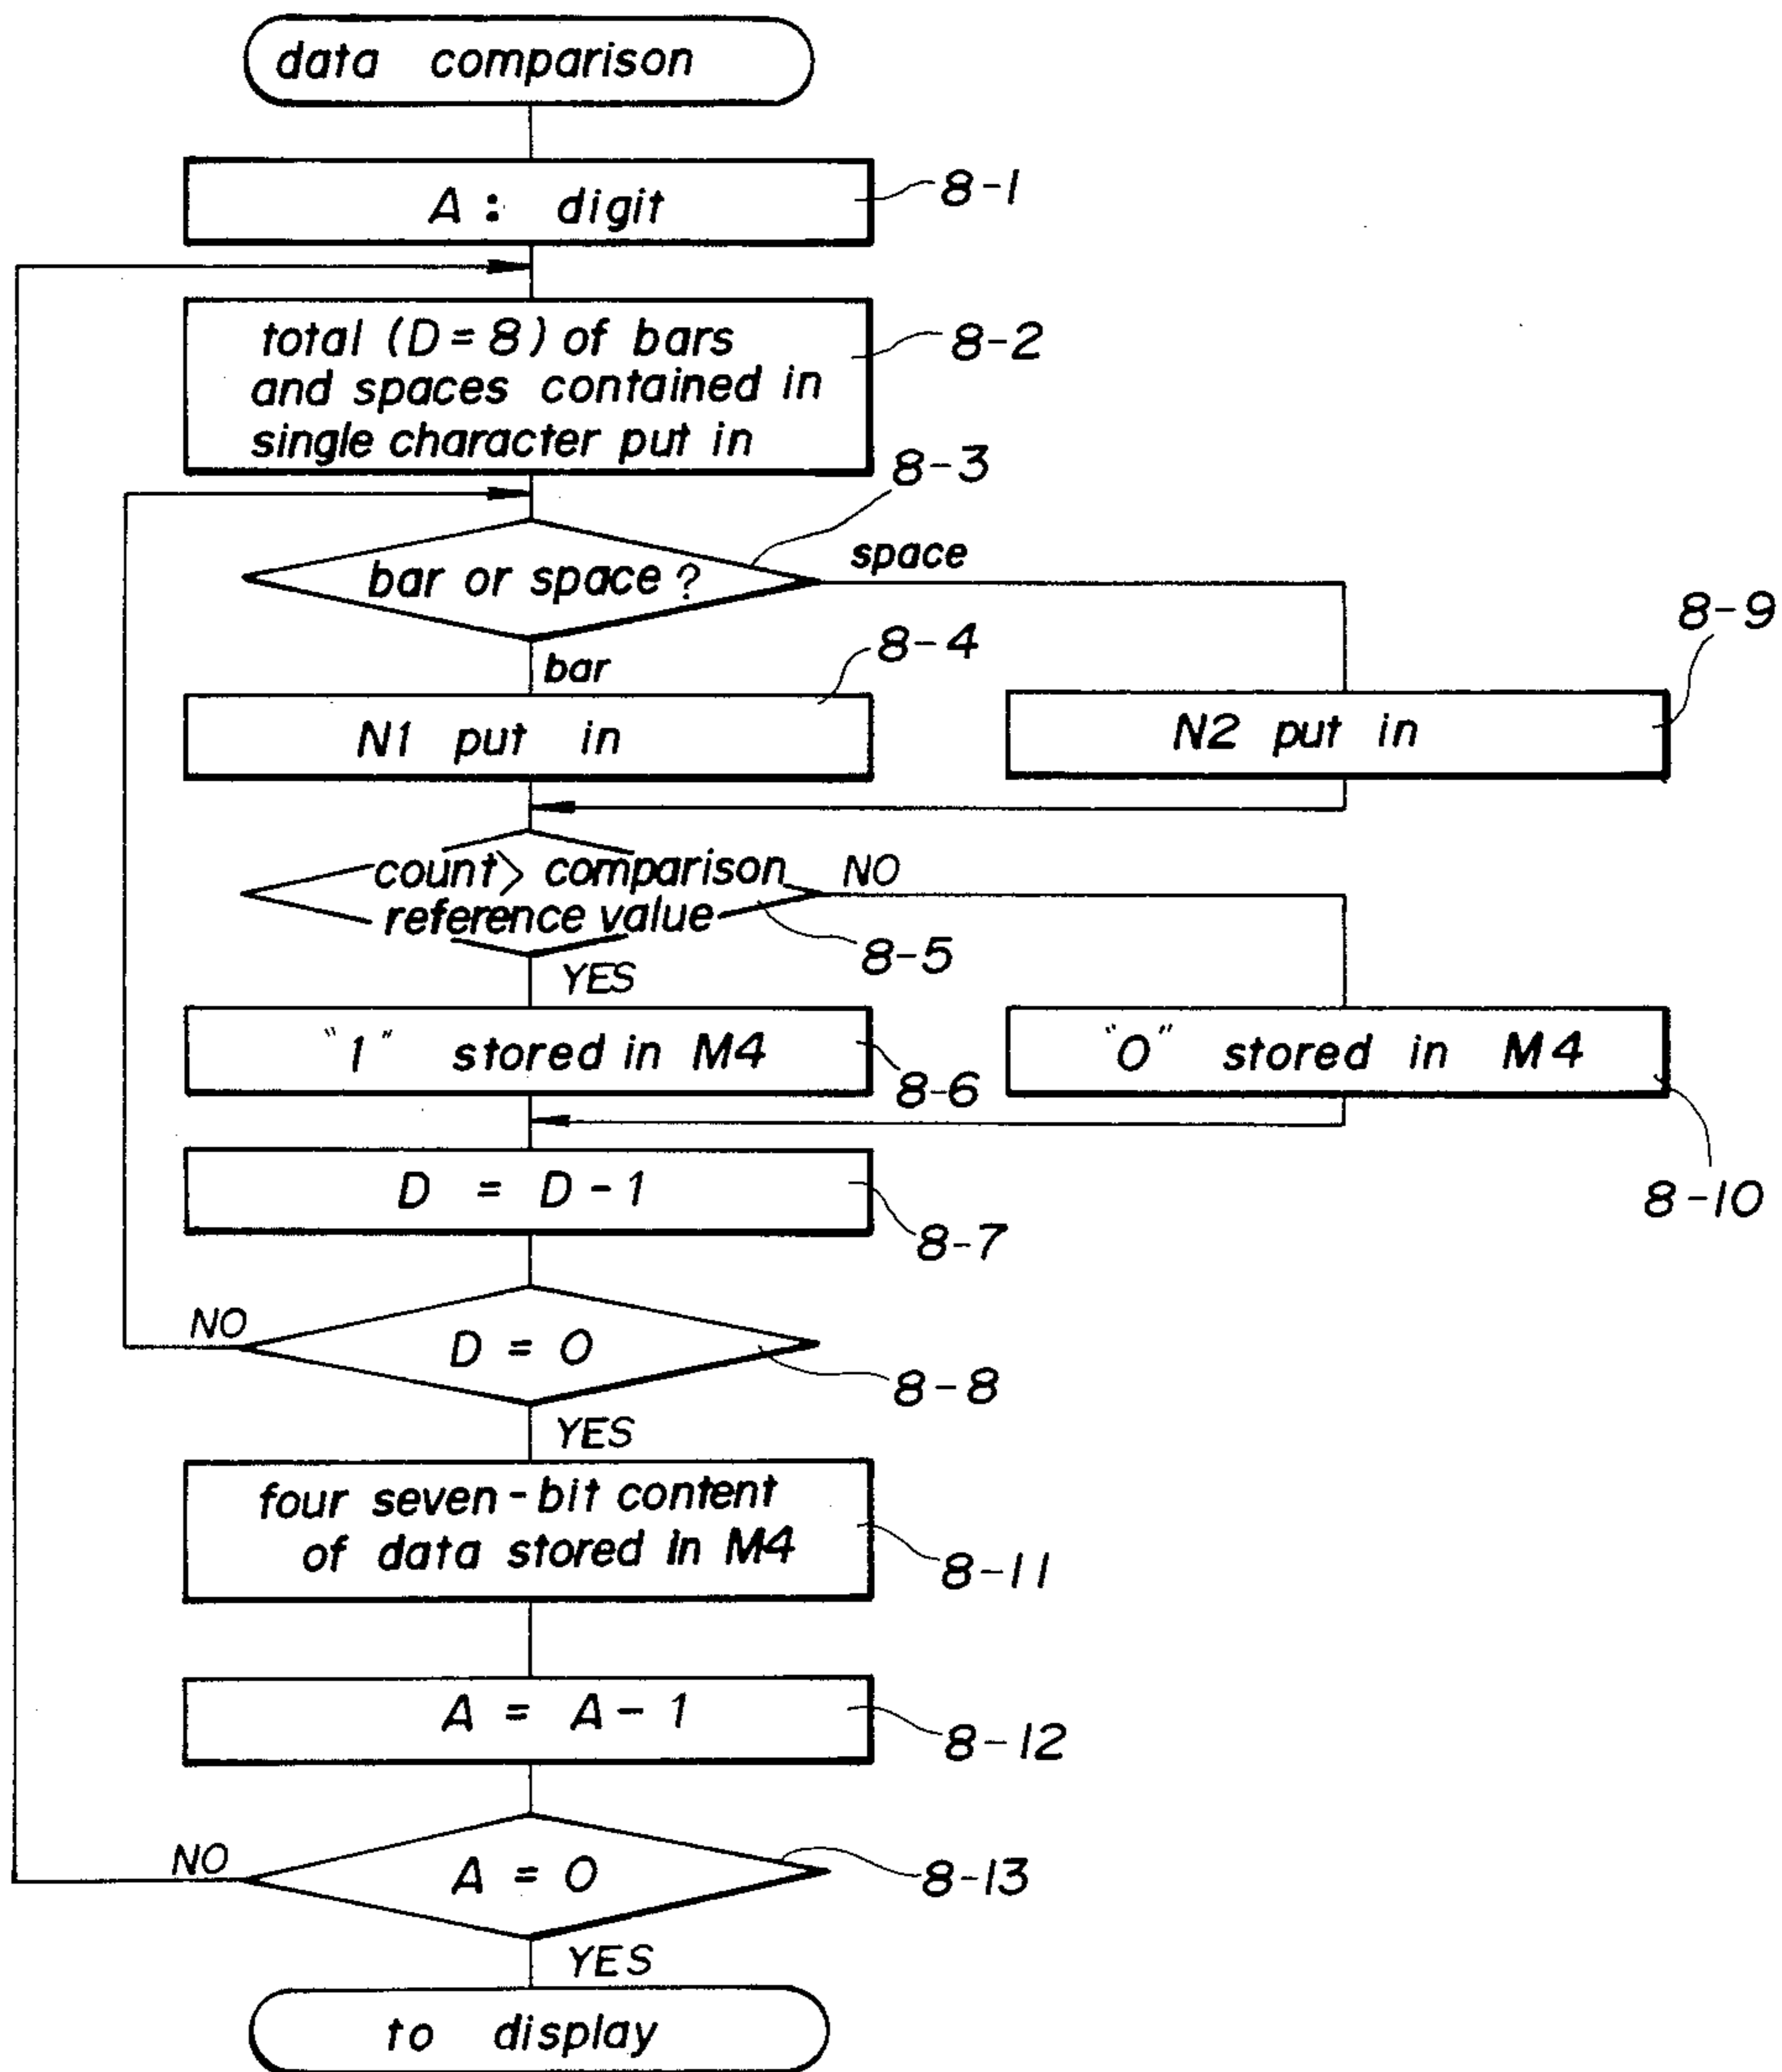 data comparison
A : digit
8-1
total (D = 8) of bars
and spaces contained in
single character put in
8-2
8-3
bar or space ?
space
bar
8-4
N1 put in
8-9
N2 put in
count > comparison
reference value
NO
8-5
YES
"1" stored in M4
8-6
"0" stored in M4
8-10
D = D - 1
8-7
NO
D = 0
8-8
YES
four seven-bit content
of data stored in M4
8-11
A = A - 1
8-12
NO
A = 0
8-13
YES
to display